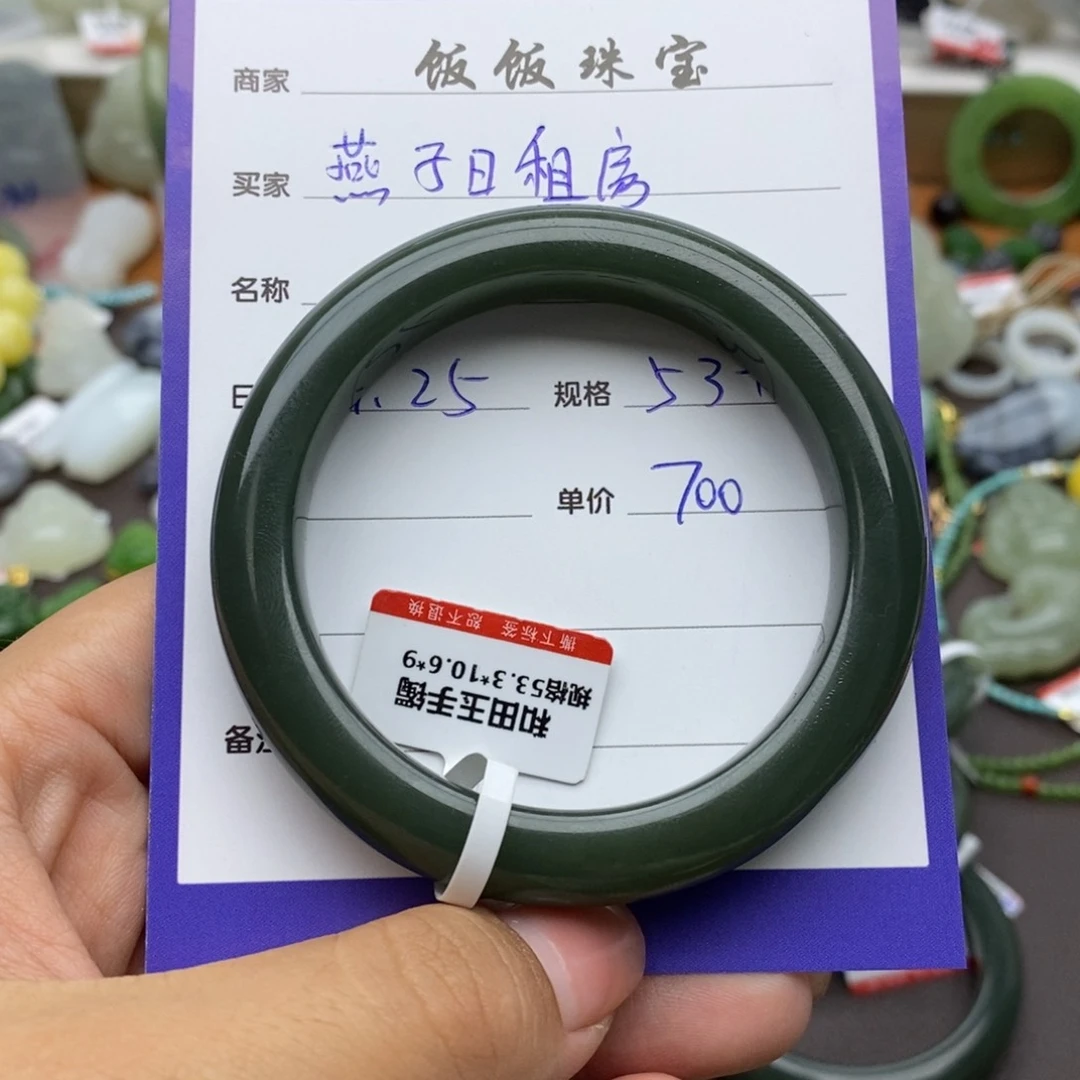 商家 饭饭珠宝
买家 燕子日租房
名称
25 规格 53
单价 700
撕下标签 恕不退换
规格53.3*10.6*9
和田玉手镯
备注